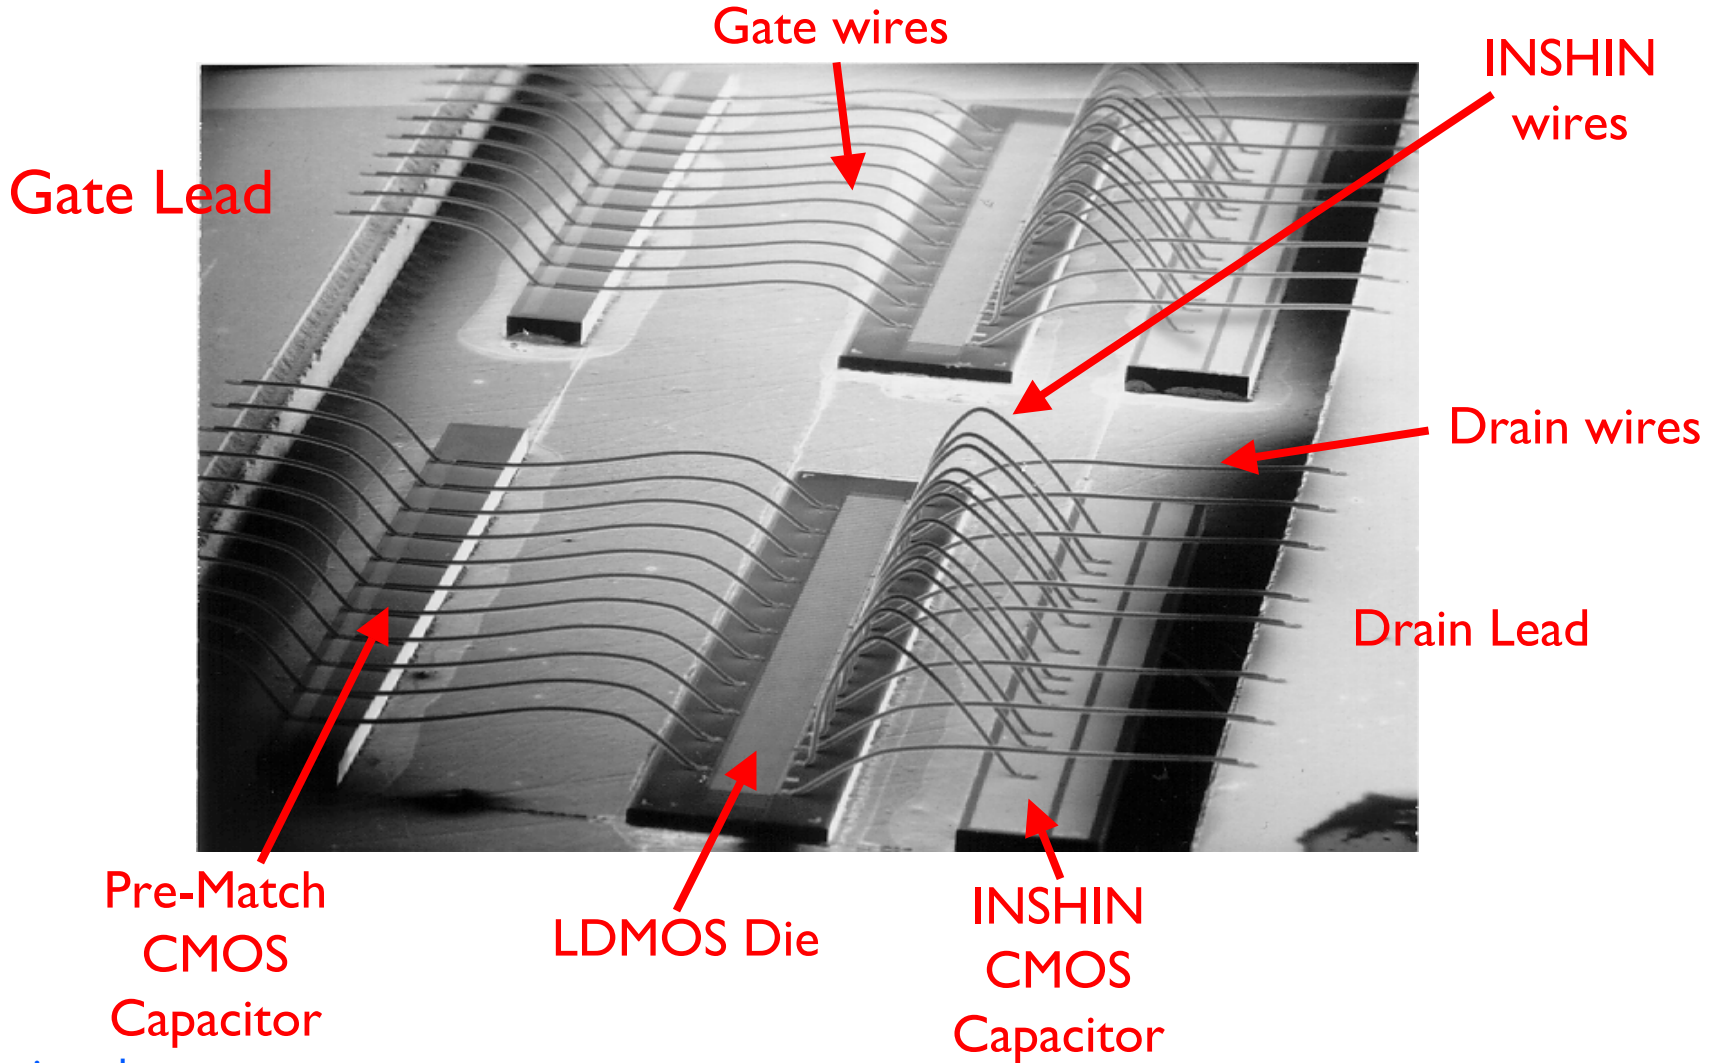 Gate wires
INSHIN
wires
Gate Lead
Drain wires
Drain Lead
Pre-Match
CMOS
Capacitor
LDMOS Die
INSHIN
CMOS
Capacitor